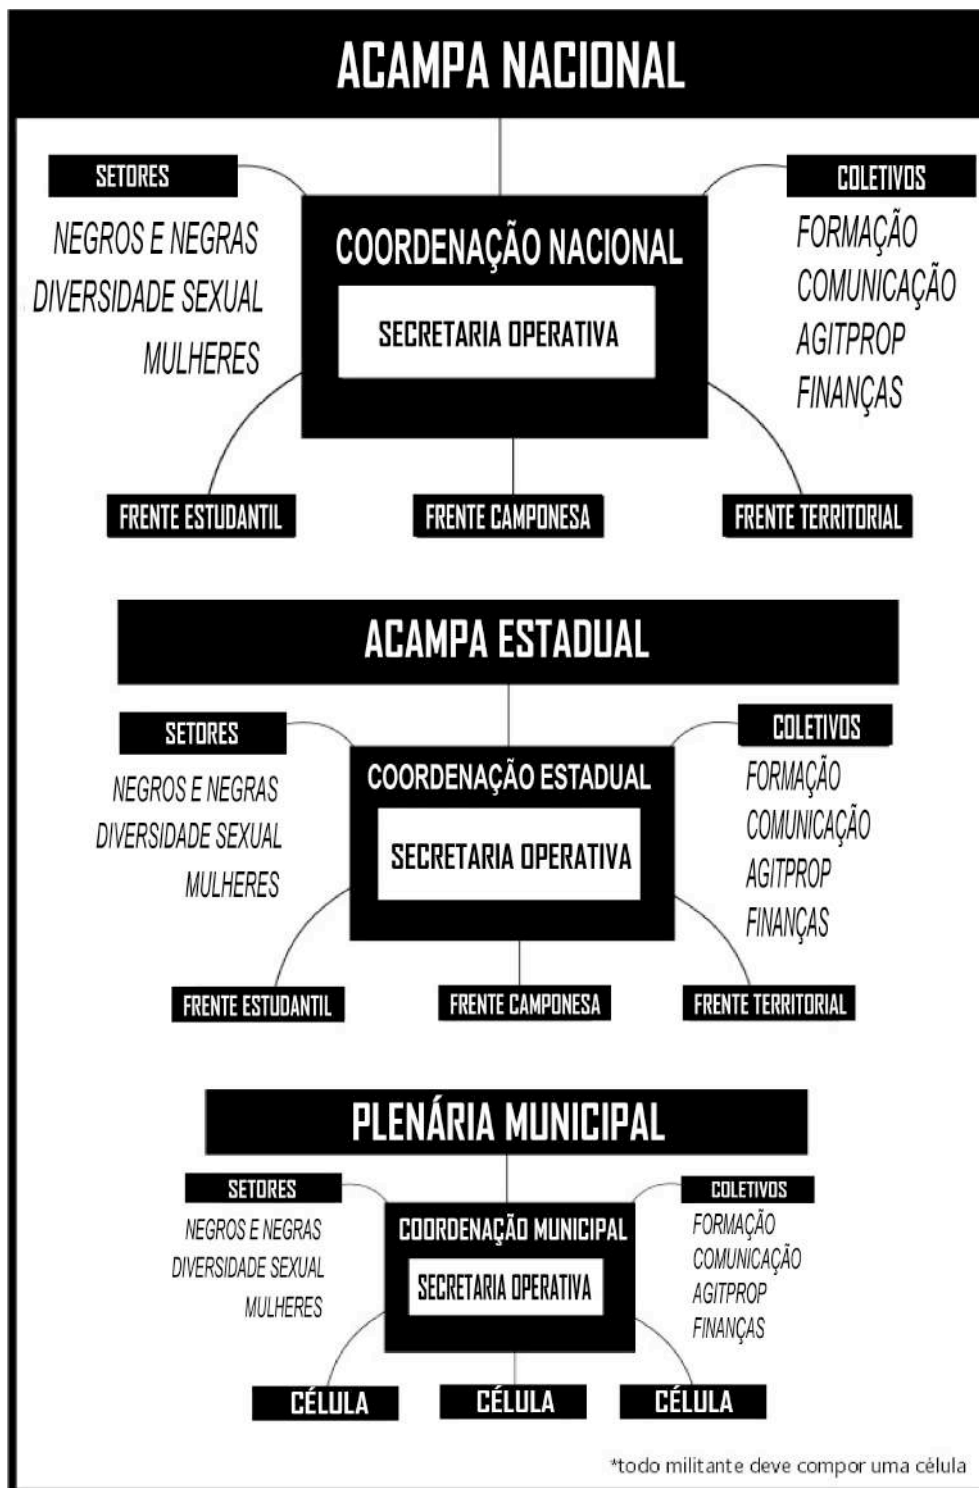 ACAMPA NACIONAL
SETORES
NEGROS E NEGRAS
DIVERSIDADE SEXUAL
MULHERES
COORDENAÇÃO NACIONAL
SECRETARIA OPERATIVA
COLETIVOS
FORMAÇÃO
COMUNICAÇÃO
AGITPROP
FINANÇAS
FRENTE ESTUDANTIL
FRENTE CAMPONESA
FRENTE TERRITORIAL
ACAMPA ESTADUAL
SETORES
NEGROS E NEGRAS
DIVERSIDADE SEXUAL
MULHERES
COORDENAÇÃO ESTADUAL
SECRETARIA OPERATIVA
COLETIVOS
FORMAÇÃO
COMUNICAÇÃO
AGITPROP
FINANÇAS
FRENTE ESTUDANTIL
FRENTE CAMPONESA
FRENTE TERRITORIAL
PLENÁRIA MUNICIPAL
SETORES
NEGROS E NEGRAS
DIVERSIDADE SEXUAL
MULHERES
COORDENAÇÃO MUNICIPAL
SECRETARIA OPERATIVA
COLETIVOS
FORMAÇÃO
COMUNICAÇÃO
AGITPROP
FINANÇAS
CÉLULA
CÉLULA
CÉLULA
*todo militante deve compor uma célula